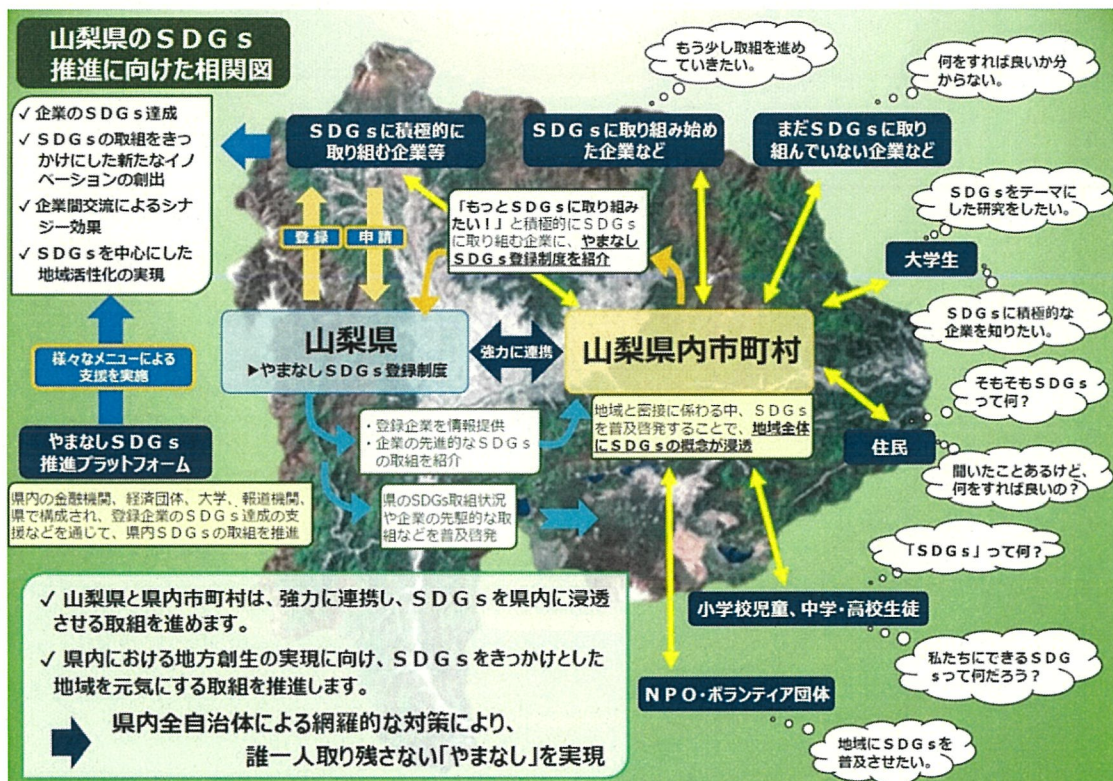 山梨県のSDGs
推進に向けた相関図
✓ 企業のSDGs達成
✓ SDGsの取組をきっ
かけにした新たなイノ
ベーションの創出
✓ 企業間交流によるシナ
ジー効果
✓ SDGsを中心にした
地域活性化の実現
様々なメニューによる
支援を実施
やまなしSDGs
推進プラットフォーム
県内の金融機関、経済団体、大学、報道機関、
県で構成され、登録企業のSDGs達成の支
援などを通じて、県内SDGsの取組を推進
SDGsに積極的に
取り組む企業等
登録
申請
もう少し取組を進め
ていきたい。
SDGsに取り組み始め
た企業など
何をすれば良いか分
からない。
まだSDGsに取り
組んでいない企業など
「もっとSDGsに取り組み
たい！」と積極的にSDGs
に取り組む企業に、やまなし
SDGs登録制度を紹介
SDGsをテーマに
した研究をしたい。
大学生
SDGsに積極的な
企業を知りたい。
山梨県
▶やまなしSDGs登録制度
強力に連携
山梨県内市町村
地域と密接に係わる中、SDGs
を普及啓発することで、地域全体
にSDGsの概念が浸透
・登録企業を情報提供
・企業の先進的なSDGs
の取組を紹介
県のSDGs取組状況
や企業の先駆的な取
組などを普及啓発
そもそもSDGs
って何？
住民
聞いたことあるけど、
何をすれば良いの？
「SDGs」って何？
小学校児童、中学・高校生徒
私たちにできるSDG
sって何だろう？
NPO・ボランティア団体
地域にSDGsを
普及させたい。
✓ 山梨県と県内市町村は、強力に連携し、SDGsを県内に浸透
させる取組を進めます。
✓ 県内における地方創生の実現に向け、SDGsをきっかけとした
地域を元気にする取組を推進します。
県内全自治体による網羅的な対策により、
誰一人取り残さない「やまなし」を実現